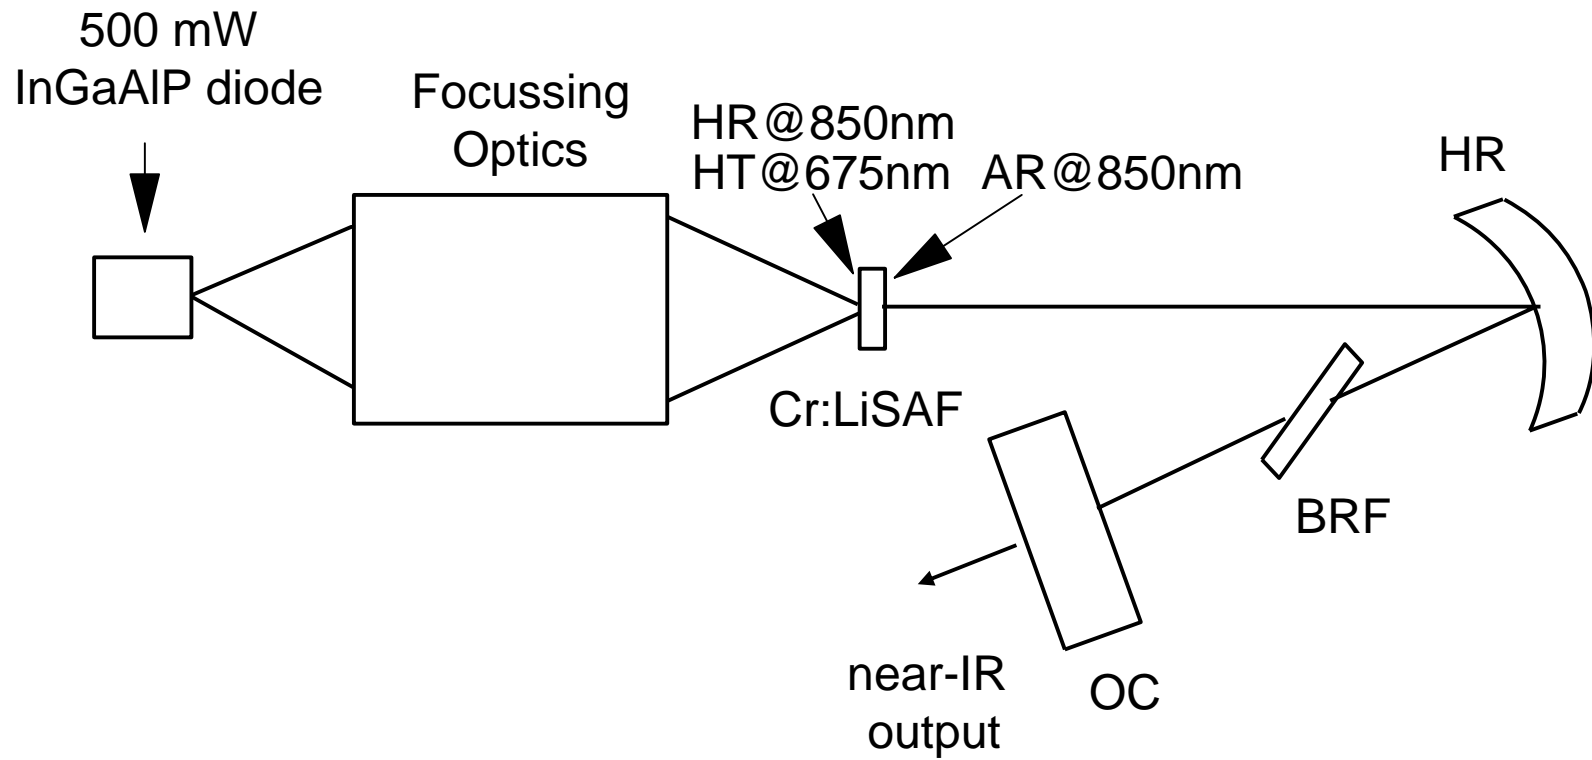 500 mW
InGaAlP diode
Focussing
Optics
HR@850nm
HT@675nm
AR@850nm
HR
Cr:LiSAF
BRF
OC
near-IR
output